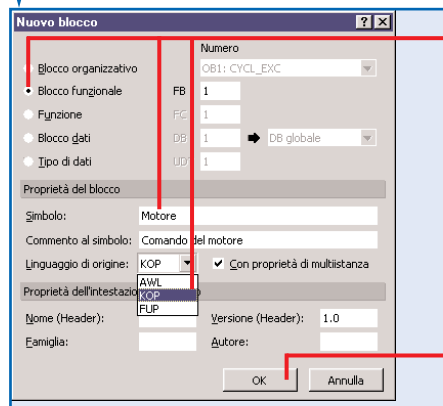 Nuovo blocco
Numero
Blocco organizzativo OB1: CYCL_EXC
Blocco funzionale FB 1
Funzione FC 1
Blocco dati DB 1 DB globale
Tipo di dati UDT 1
Proprietà del blocco
Simbolo: Motore
Commento al simbolo: Comando del motore
Linguaggio di origine: KOP Con proprietà di multiistanza
AWL
Proprietà
KOP
FUP
Nome (Header): Versione (Header): 1.0
Famiglia: Autore:
OK Annulla